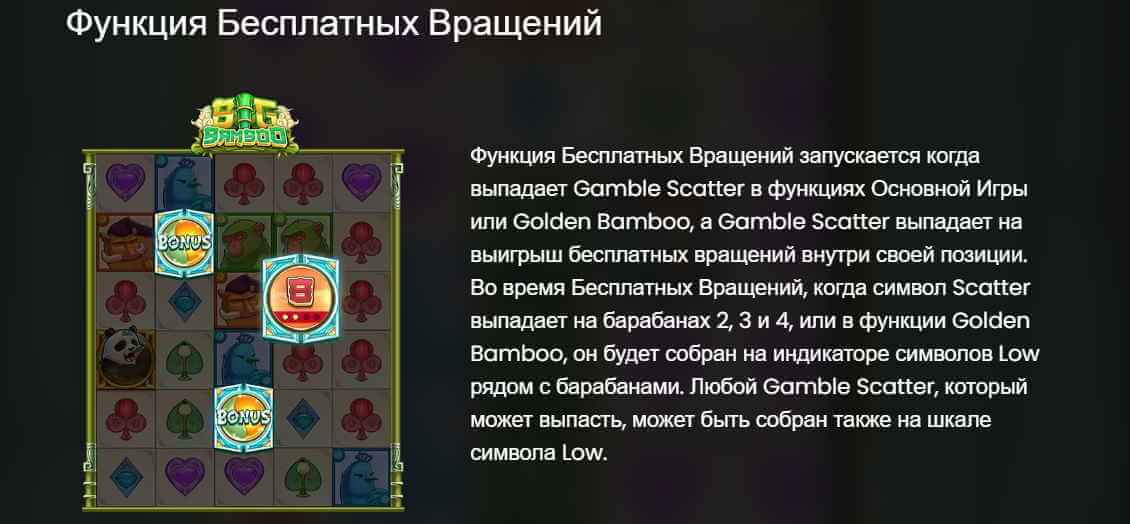 Функция Бесплатных Вращений
BIG
BAMBOO
BONUS
8
BONUS
Функция Бесплатных Вращений запускается когда
выпадает Gamble Scatter в функциях Основной Игры
или Golden Bamboo, а Gamble Scatter выпадает на
выигрыш бесплатных вращений внутри своей позиции.
Во время Бесплатных Вращений, когда символ Scatter
выпадает на барабанах 2, 3 и 4, или в функции Golden
Bamboo, он будет собран на индикаторе символов Low
рядом с барабанами. Любой Gamble Scatter, который
может выпасть, может быть собран также на шкале
символа Low.